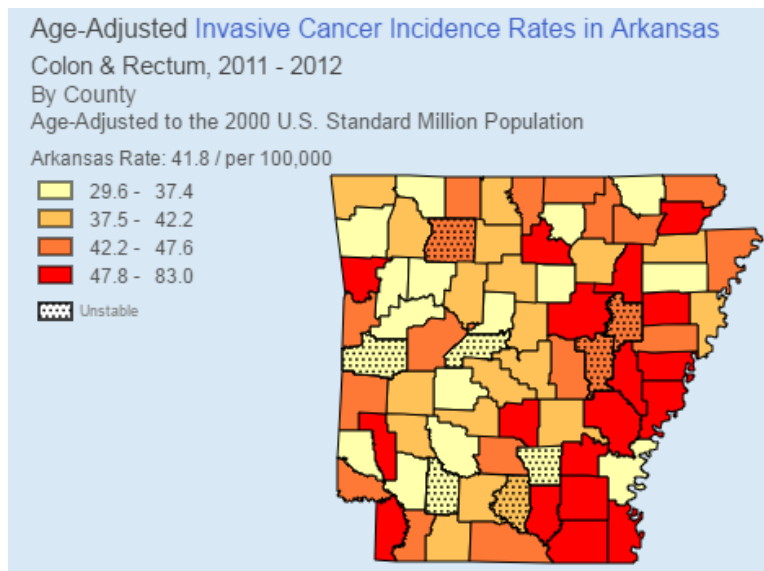 Age-Adjusted Invasive Cancer Incidence Rates in Arkansas
Colon & Rectum, 2011 - 2012
By County
Age-Adjusted to the 2000 U.S. Standard Million Population
Arkansas Rate: 41.8 / per 100,000
29.6 - 37.4
37.5 - 42.2
42.2 - 47.6
47.8 - 83.0
Unstable